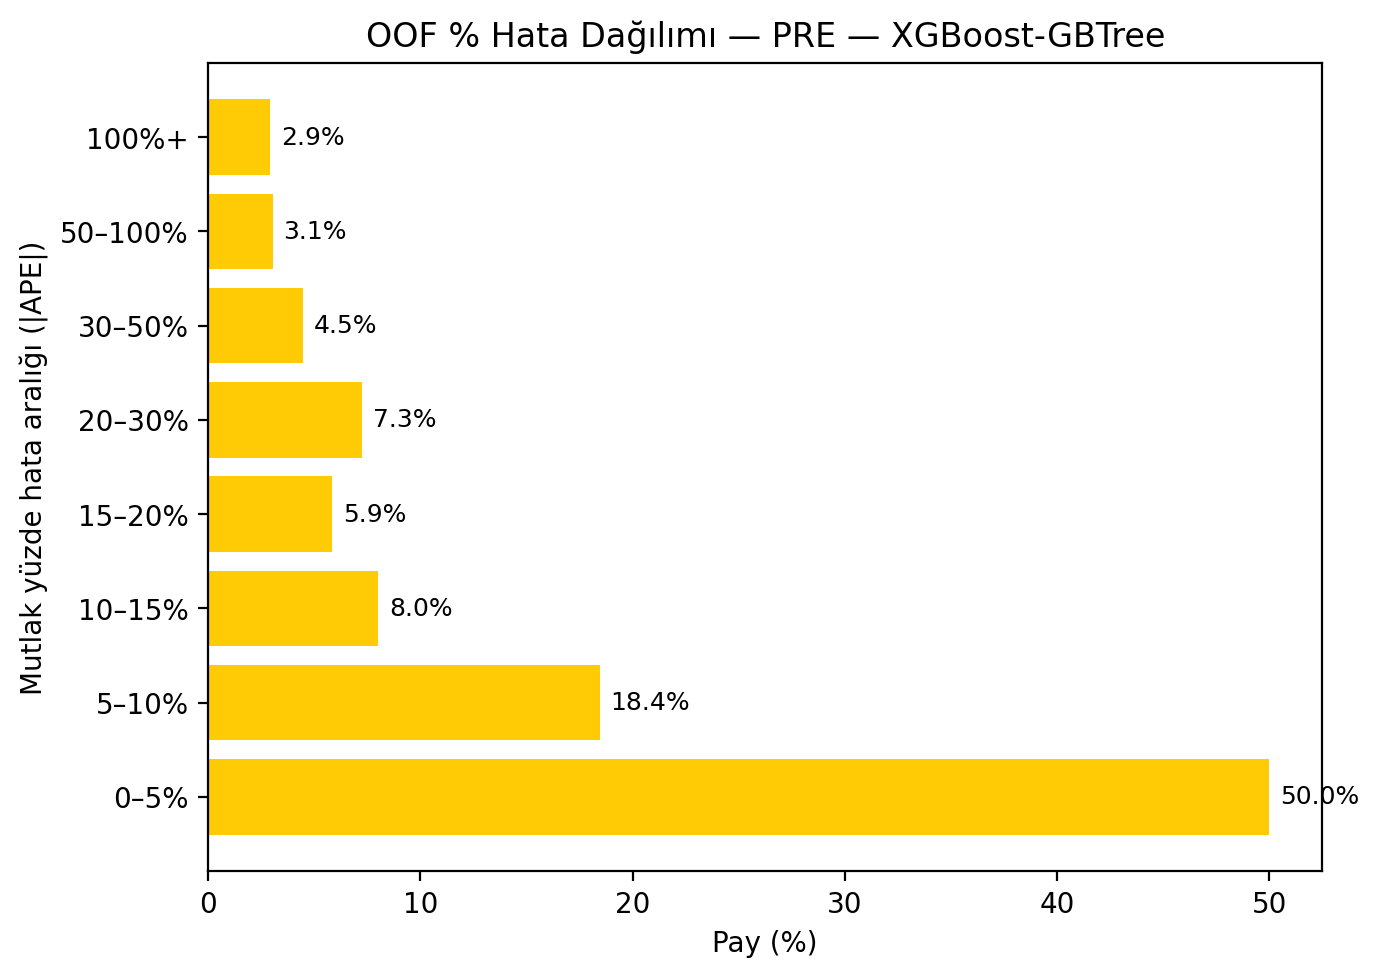 OOF % Hata Dağılımı — PRE — XGBoost-GBTree
Mutlak yüzde hata aralığı (|APE|)
100%+ 2.9%
50–100% 3.1%
30–50% 4.5%
20–30% 7.3%
15–20% 5.9%
10–15% 8.0%
5–10% 18.4%
0–5% 50.0%
0 10 20 30 40 50
Pay (%)